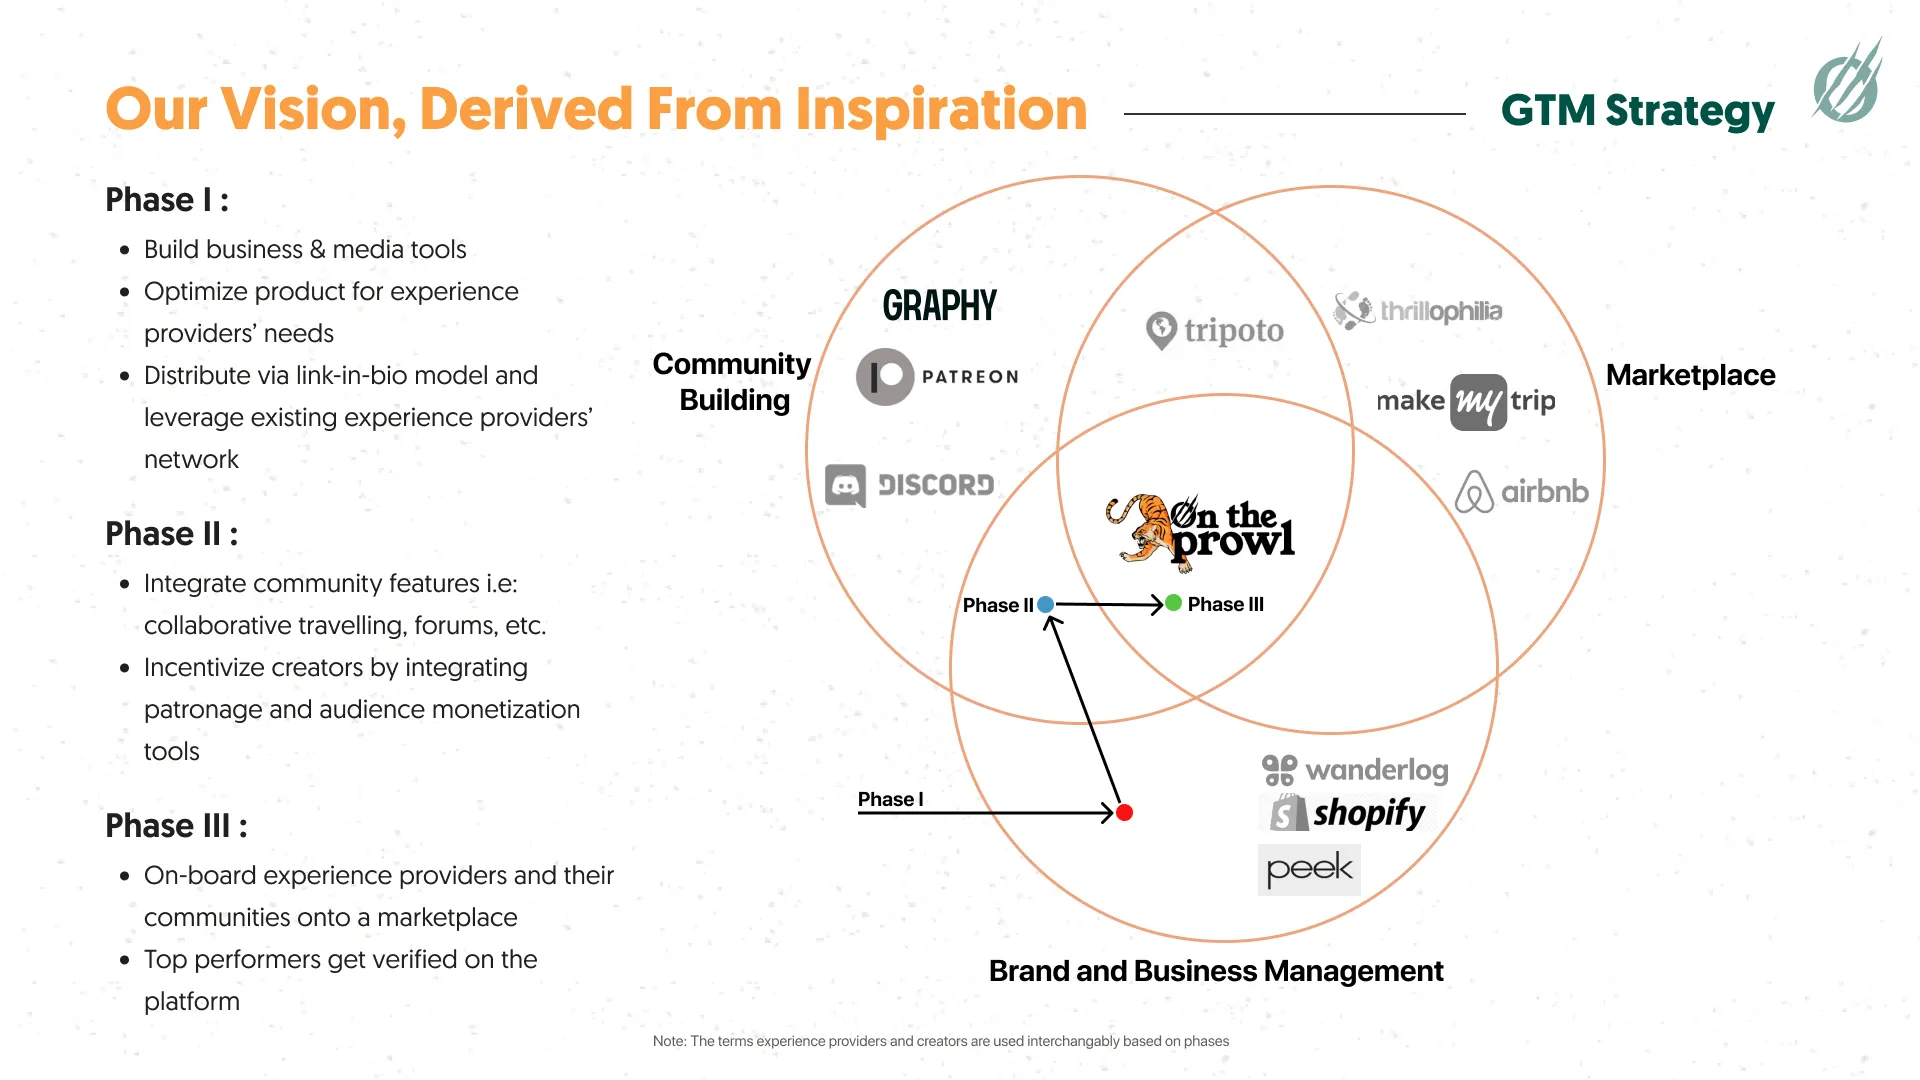 Our Vision, Derived From Inspiration
GTM Strategy
Phase I :
• Build business & media tools
• Optimize product for experience
providers’ needs
• Distribute via link-in-bio model and
leverage existing experience providers’
network
Phase II :
• Integrate community features i.e:
collaborative travelling, forums, etc.
• Incentivize creators by integrating
patronage and audience monetization
tools
Phase III :
• On-board experience providers and their
communities onto a marketplace
• Top performers get verified on the
platform
Community
Building
GRAPHY
PATREON
DISCORD
tripoto
thrillophilia
make my trip
airbnb
Marketplace
On the
prowl
Phase II
Phase III
Phase I
wanderlog
shopify
peek
Brand and Business Management
Note: The terms experience providers and creators are used interchangably based on phases